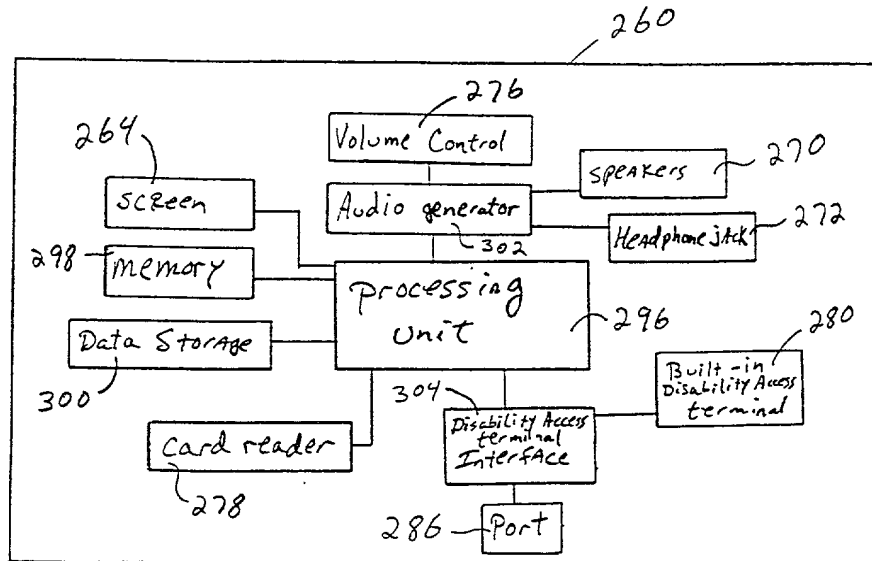 260
276
Volume Control
264
Screen
Speakers
270
Audio generator
302
Headphone jack
272
298
memory
Processing
unit
296
Data Storage
300
280
Built-in
Disability Access
terminal
304
Disability Access
terminal
Interface
Card reader
278
286
Port